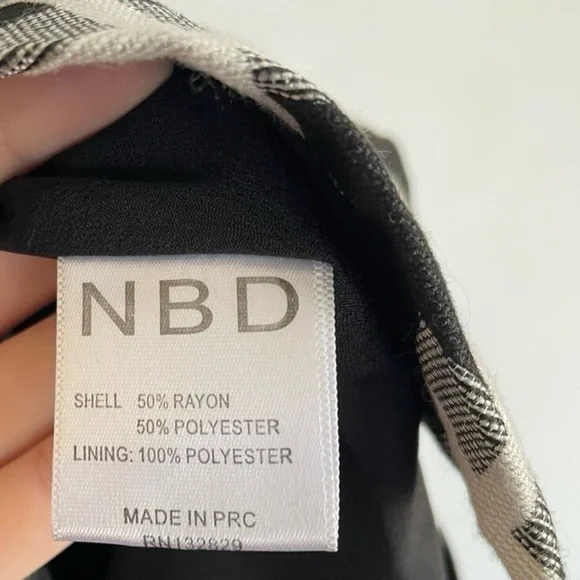 NBD
SHELL 50% RAYON
50% POLYESTER
LINING: 100% POLYESTER
MADE IN PRC
RN132829